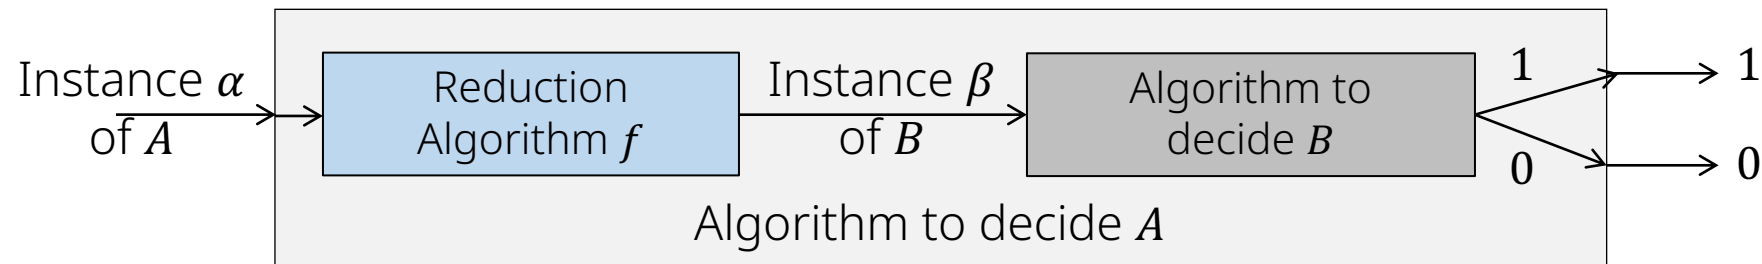 Instance α
of A
Reduction
Algorithm f
Instance β
of B
Algorithm to
decide B
1
0
1
0
Algorithm to decide A